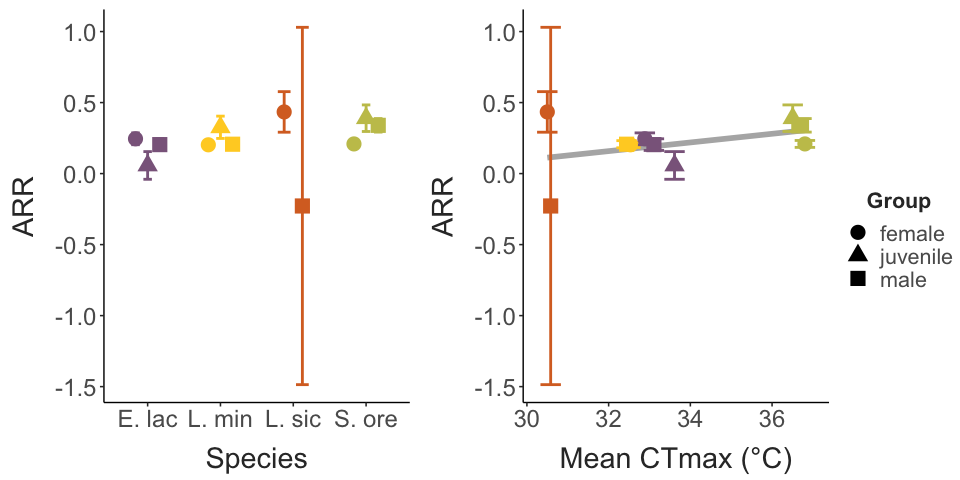 1.0
0.5
0.0
-0.5
-1.0
-1.5
ARR
E. lac L. min L. sic S. ore
Species
1.0
0.5
0.0
-0.5
-1.0
-1.5
ARR
30 32 34 36
Mean CTmax (°C)
Group
female
juvenile
male